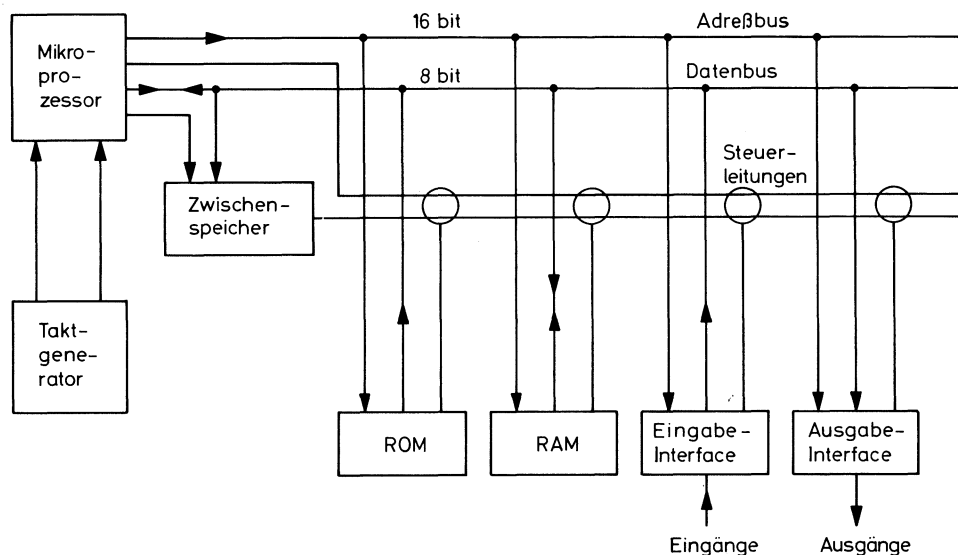 16 bit
Adreßbus
Mikro-
pro-
zessor
8 bit
Datenbus
Steuer-
leitungen
Zwischen-
speicher
Takt-
gene-
rator
ROM
RAM
Eingabe-
Interface
Ausgabe-
Interface
Eingänge
Ausgänge